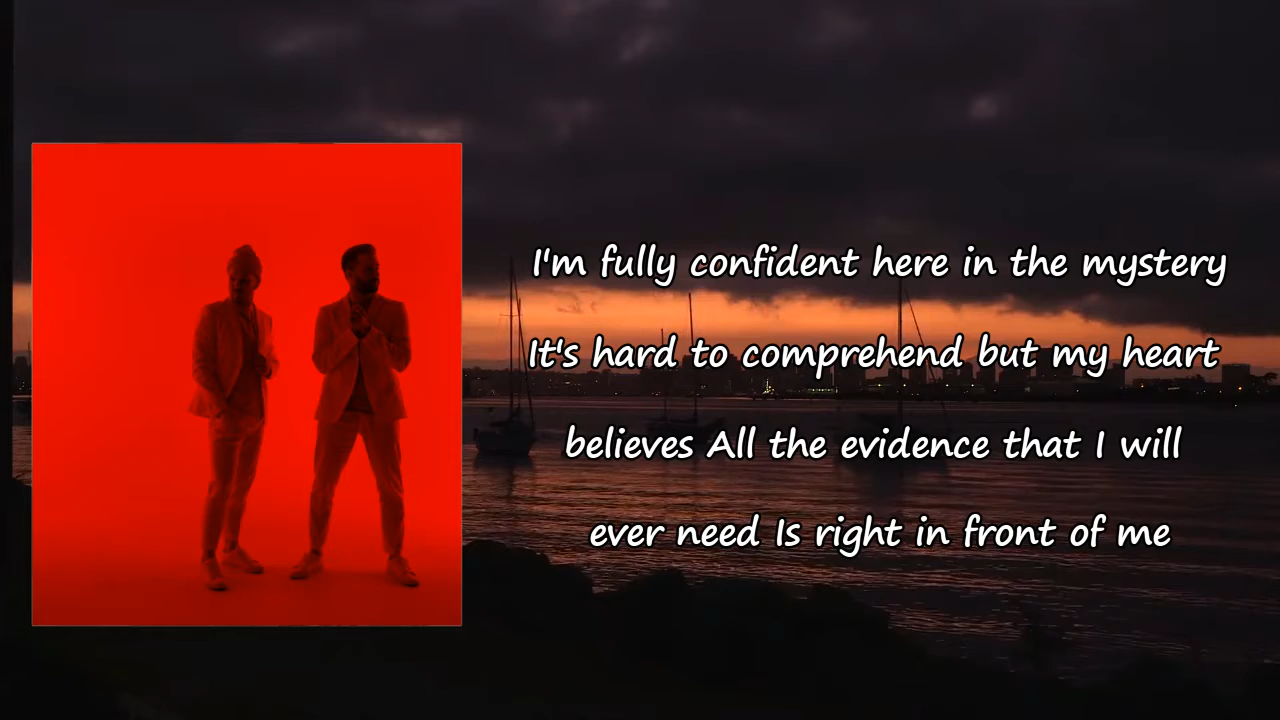 I'm fully confident here in the mystery
It's hard to comprehend but my heart
believes All the evidence that I will
ever need Is right in front of me